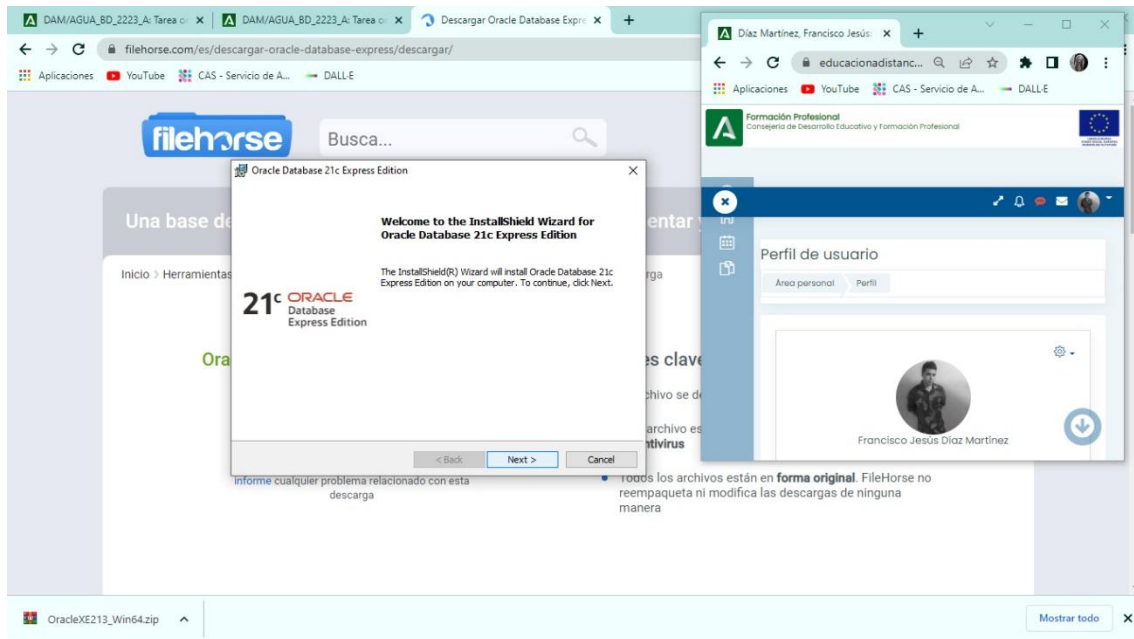 DAM/AGUA_BD_2223_A: Tarea o
DAM/AGUA_BD_2223_A: Tarea o
Descargar Oracle Database Expre
filehorse.com/es/descargar-oracle-database-express/descargar/
Aplicaciones YouTube CAS - Servicio de A... DALL·E
filehorse
Busca...
Una base de
entar y
Inicio > Herramientas
rga
Ora
es clave
chivo se de
archivo es
ntivirus
informe cualquier problema relacionado con esta
descarga
Todos los archivos están en forma original. FileHorse no
reempaqueta ni modifica las descargas de ninguna
manera
Oracle Database 21c Express Edition
Welcome to the InstallShield Wizard for
Oracle Database 21c Express Edition
The InstallShield(R) Wizard will install Oracle Database 21c
Express Edition on your computer. To continue, click Next.
21c ORACLE
Database
Express Edition
< Back Next > Cancel
Díaz Martínez, Francisco Jesús:
educacionadistanc...
Aplicaciones YouTube CAS - Servicio de A... DALL·E
Formación Profesional
Consejería de Desarrollo Educativo y Formación Profesional
Perfil de usuario
Área personal Perfil
Francisco Jesús Díaz Martínez
OracleXE213_Win64.zip
Mostrar todo